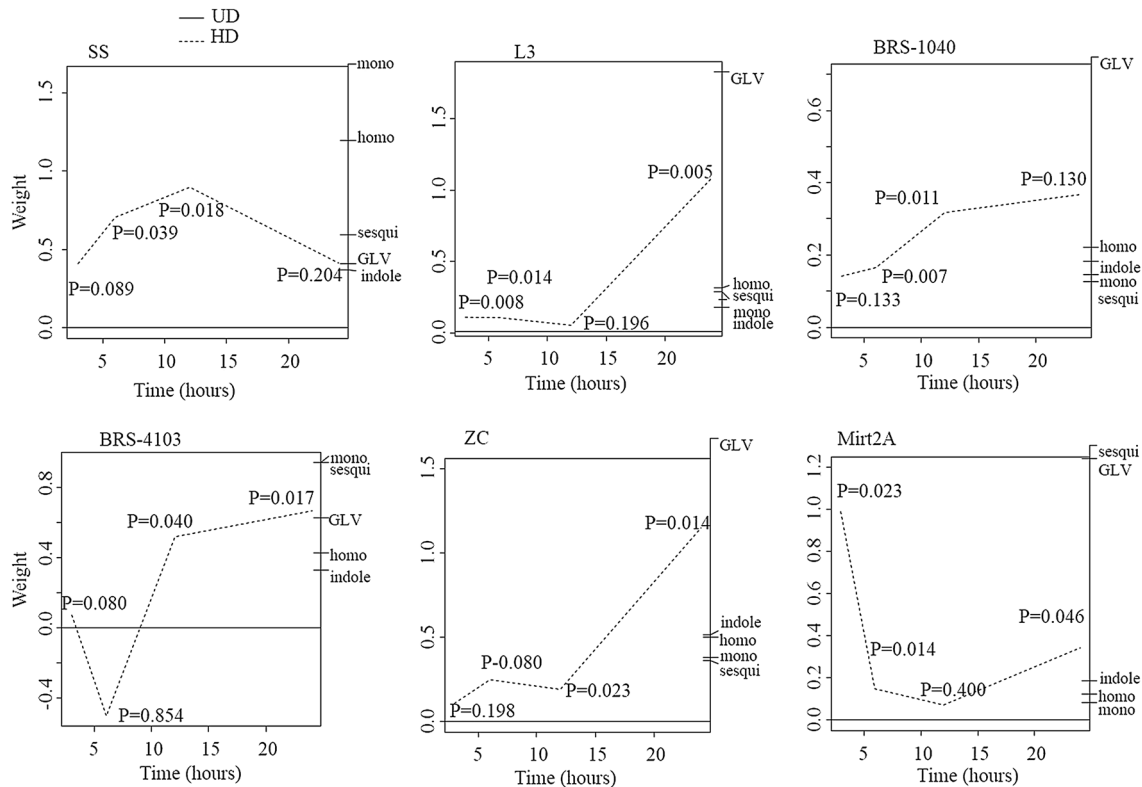 UD
HD
SS
Weight
0.0
0.5
1.0
1.5
5
10
15
20
Time (hours)
P=0.089
P=0.039
P=0.018
P=0.204
mono
homo
sesqui
GLV
indole
L3
0.0
0.5
1.0
1.5
5
10
15
20
Time (hours)
P=0.008
P=0.014
P=0.196
P=0.005
GLV
homo
sesqui
mono
indole
BRS-1040
0.0
0.2
0.4
0.6
5
10
15
20
Time (hours)
P=0.133
P=0.007
P=0.011
P=0.130
GLV
homo
indole
mono
sesqui
BRS-4103
Weight
-0.4
0.0
0.4
0.8
5
10
15
20
Time (hours)
P=0.080
P=0.854
P=0.040
P=0.017
mono
sesqui
GLV
homo
indole
ZC
0.0
0.5
1.0
1.5
5
10
15
20
Time (hours)
P=0.198
P-0.080
P=0.023
P=0.014
GLV
indole
homo
mono
sesqui
Mirt2A
0.0
0.2
0.4
0.6
0.8
1.0
1.2
5
10
15
20
Time (hours)
P=0.023
P=0.014
P=0.400
P=0.046
sesqui
GLV
indole
homo
mono